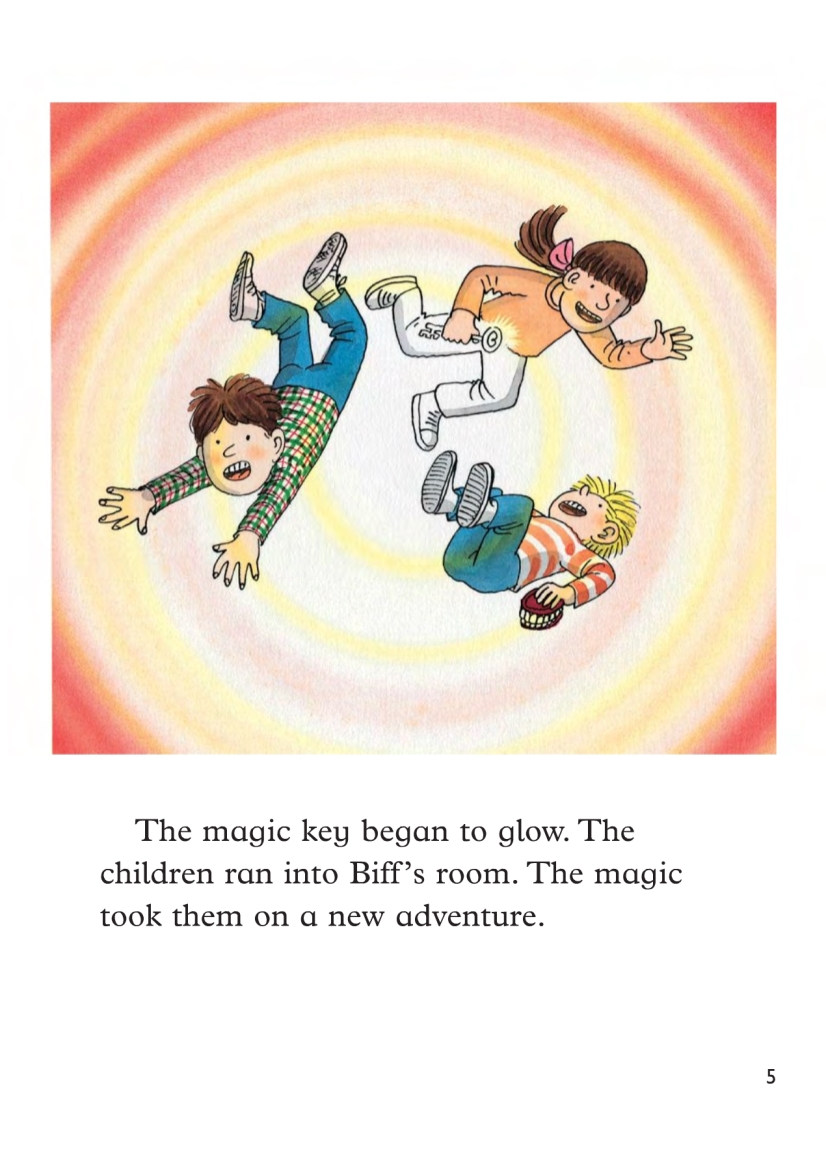 The magic key began to glow. The
children ran into Biff's room. The magic
took them on a new adventure.
5